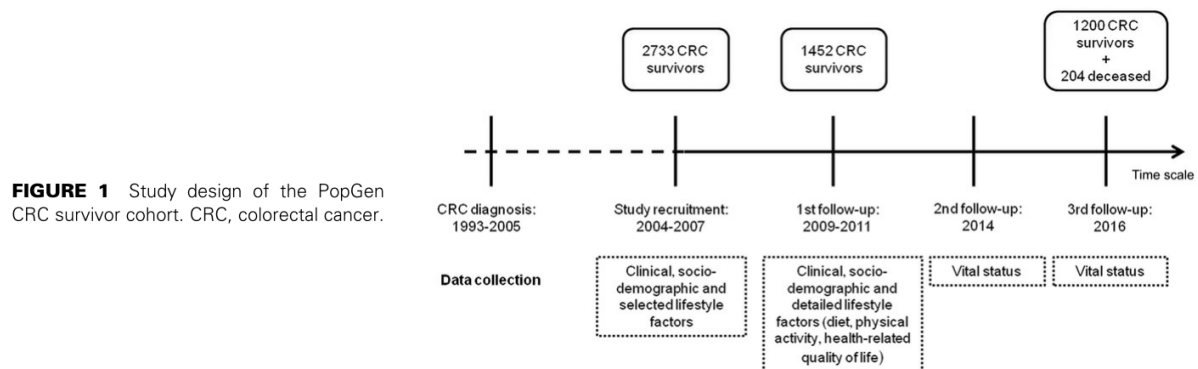 2733 CRC
survivors
1452 CRC
survivors
1200 CRC
survivors
+
204 deceased
Time scale
FIGURE 1 Study design of the PopGen
CRC survivor cohort. CRC, colorectal cancer.
CRC diagnosis:
1993-2005
Study recruitment:
2004-2007
1st follow-up:
2009-2011
2nd follow-up:
2014
3rd follow-up:
2016
Data collection
Clinical, socio-
demographic and
selected lifestyle
factors
Clinical, socio-
demographic and
detailed lifestyle
factors (diet, physical
activity, health-related
quality of life)
Vital status
Vital status